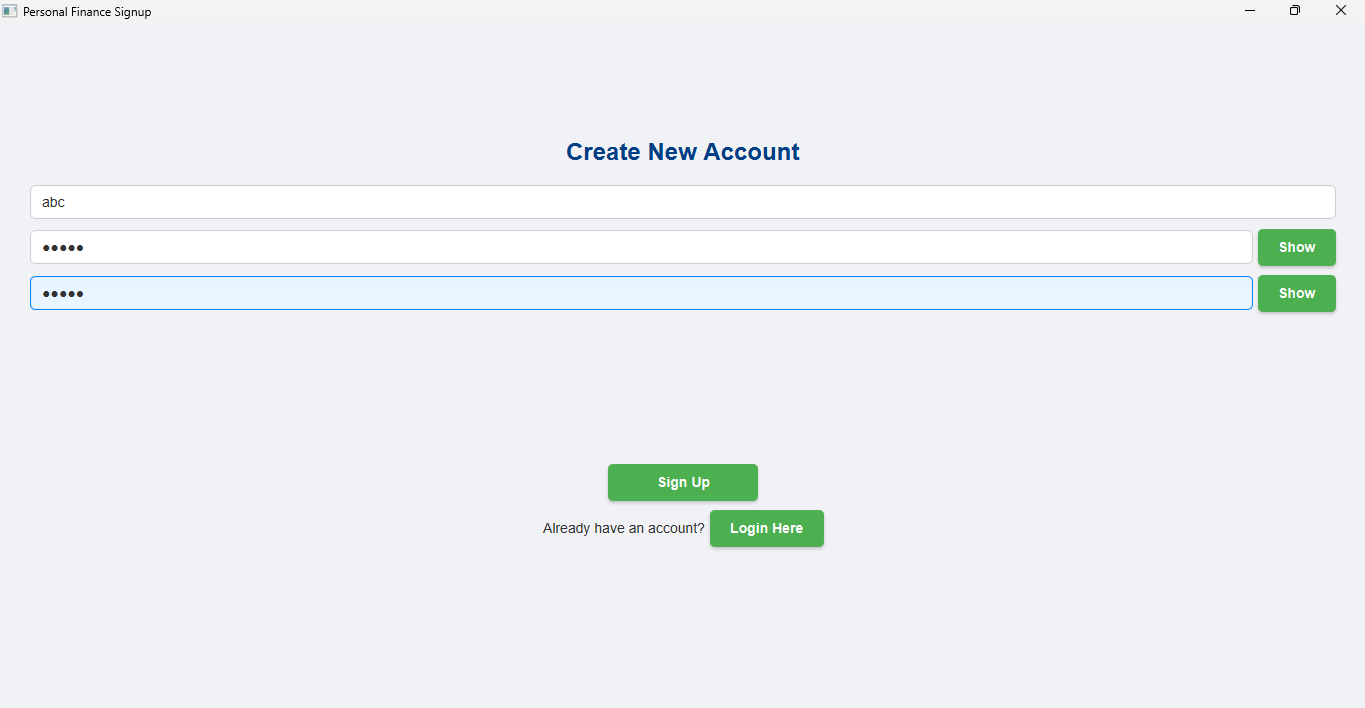 Personal Finance Signup
Create New Account
abc
●●●●● Show
●●●●● Show
Sign Up
Already have an account? Login Here